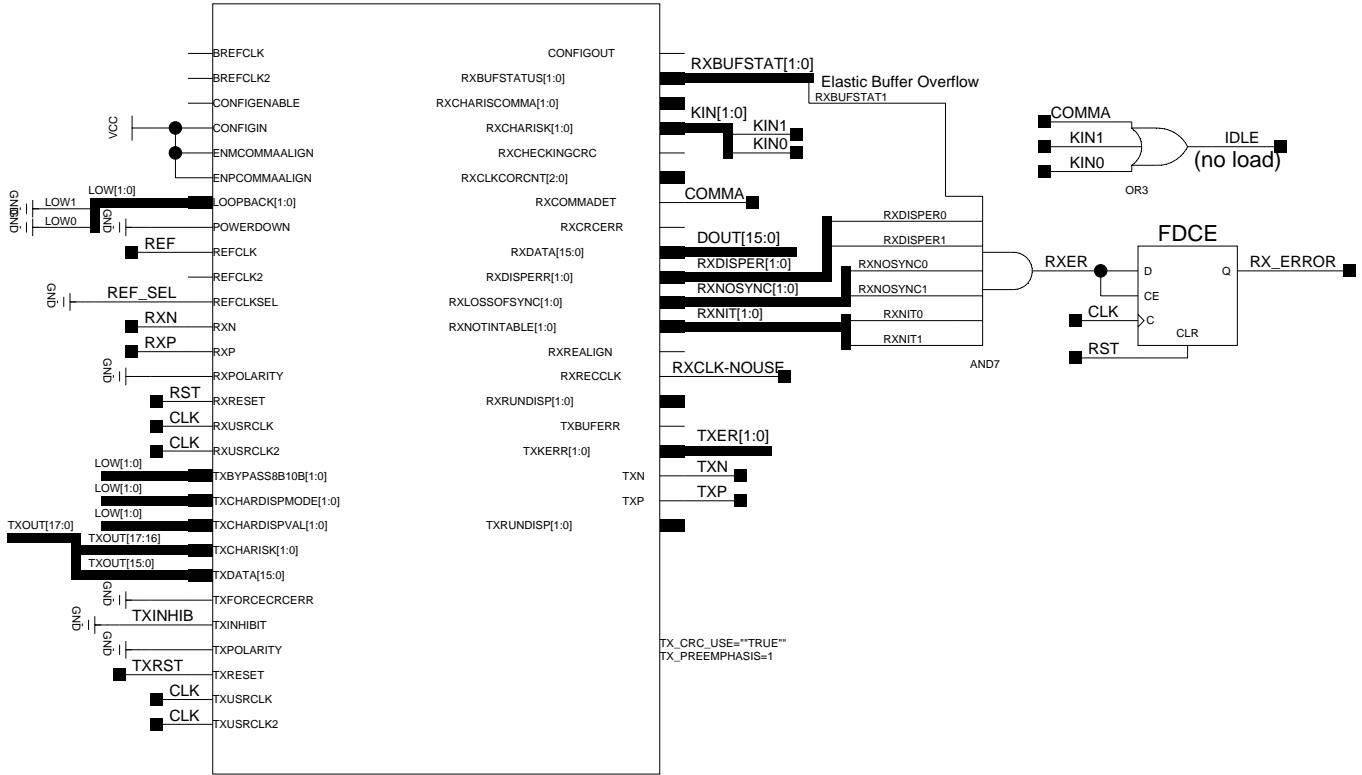 BREFCLK
BREFCLK2
CONFIGENABLE
VCC
CONFIGIN
ENMCOMMAALIGN
ENPCOMMAALIGN
LOW[1:0]
LOOPBACK[1:0]
GND
LOW1
GND
LOW0
GND
POWERDOWN
REF
REFCLK
REFCLK2
GND
REF_SEL
REFCLKSEL
RXN
RXN
RXP
RXP
GND
RXPOLARITY
RST
RXRESET
CLK
RXUSRCLK
CLK
RXUSRCLK2
LOW[1:0]
TXBYPASS8B10B[1:0]
LOW[1:0]
TXCHARDISPMODE[1:0]
LOW[1:0]
TXCHARDISPVAL[1:0]
TXOUT[17:0]
TXOUT[17:16]
TXCHARISK[1:0]
TXOUT[15:0]
TXDATA[15:0]
GND
TXFORCECRCERR
GND
TXINHIB
TXINHIBIT
GND
TXPOLARITY
TXRST
TXRESET
CLK
TXUSRCLK
CLK
TXUSRCLK2
CONFIGOUT
RXBUFSTATUS[1:0]
RXBUFSTAT[1:0]
Elastic Buffer Overflow
RXBUFSTAT1
RXCHARISCOMMA[1:0]
KIN[1:0]
RXCHARISK[1:0]
KIN1
RXCHECKINGCRC
KIN0
RXCLKCORCNT[2:0]
RXCOMMADET
COMMA
RXCRCERR
RXDATA[15:0]
DOUT[15:0]
RXDISPERR[1:0]
RXDISPER[1:0]
RXLOSSOFSYNC[1:0]
RXNOSYNC[1:0]
RXNOTINTABLE[1:0]
RXNIT[1:0]
RXREALIGN
RXRECCLK
RXCLK-NOUSE
RXRUNDISP[1:0]
TXBUFERR
TXKERR[1:0]
TXER[1:0]
TXN
TXN
TXP
TXP
TXRUNDISP[1:0]
TX_CRC_USE=""TRUE""
TX_PREEMPHASIS=1
RXDISPER0
RXDISPER1
RXNOSYNC0
RXNOSYNC1
RXNIT0
RXNIT1
AND7
RXER
COMMA
KIN1
KIN0
IDLE
(no load)
OR3
FDCE
D
Q
RX_ERROR
CE
CLK
C
CLR
RST